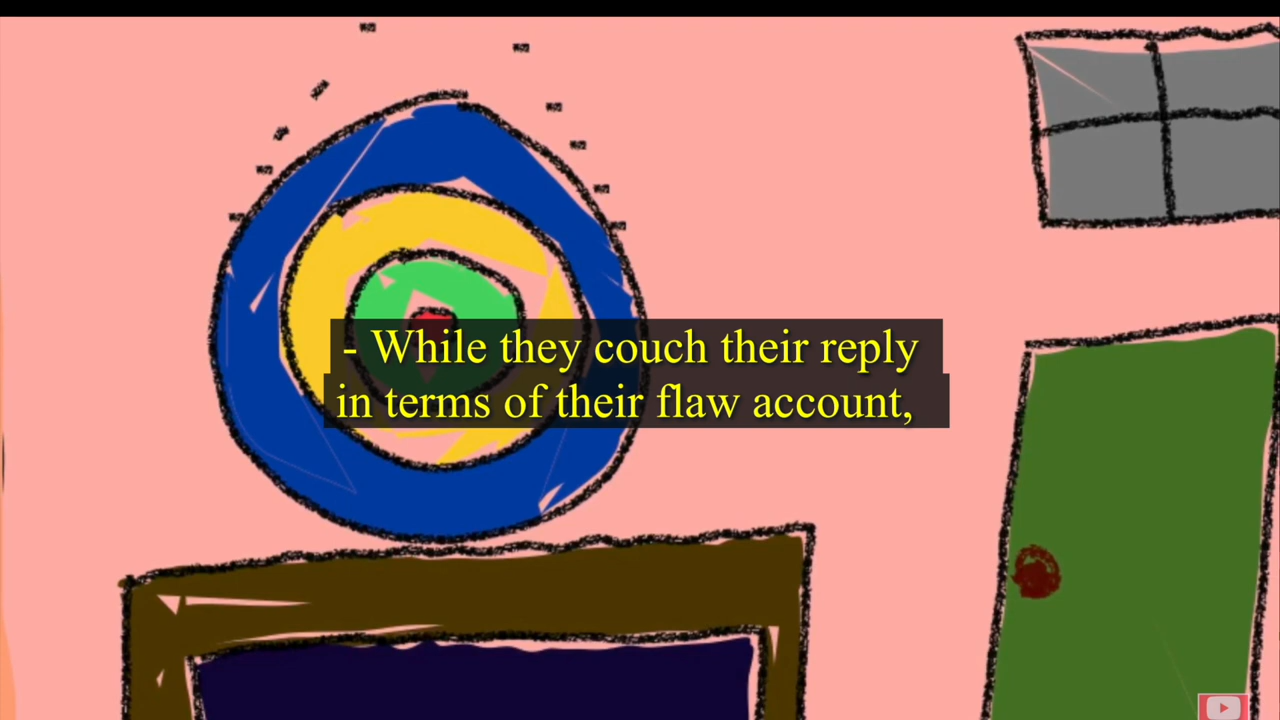 - While they couch their reply
in terms of their flaw account,